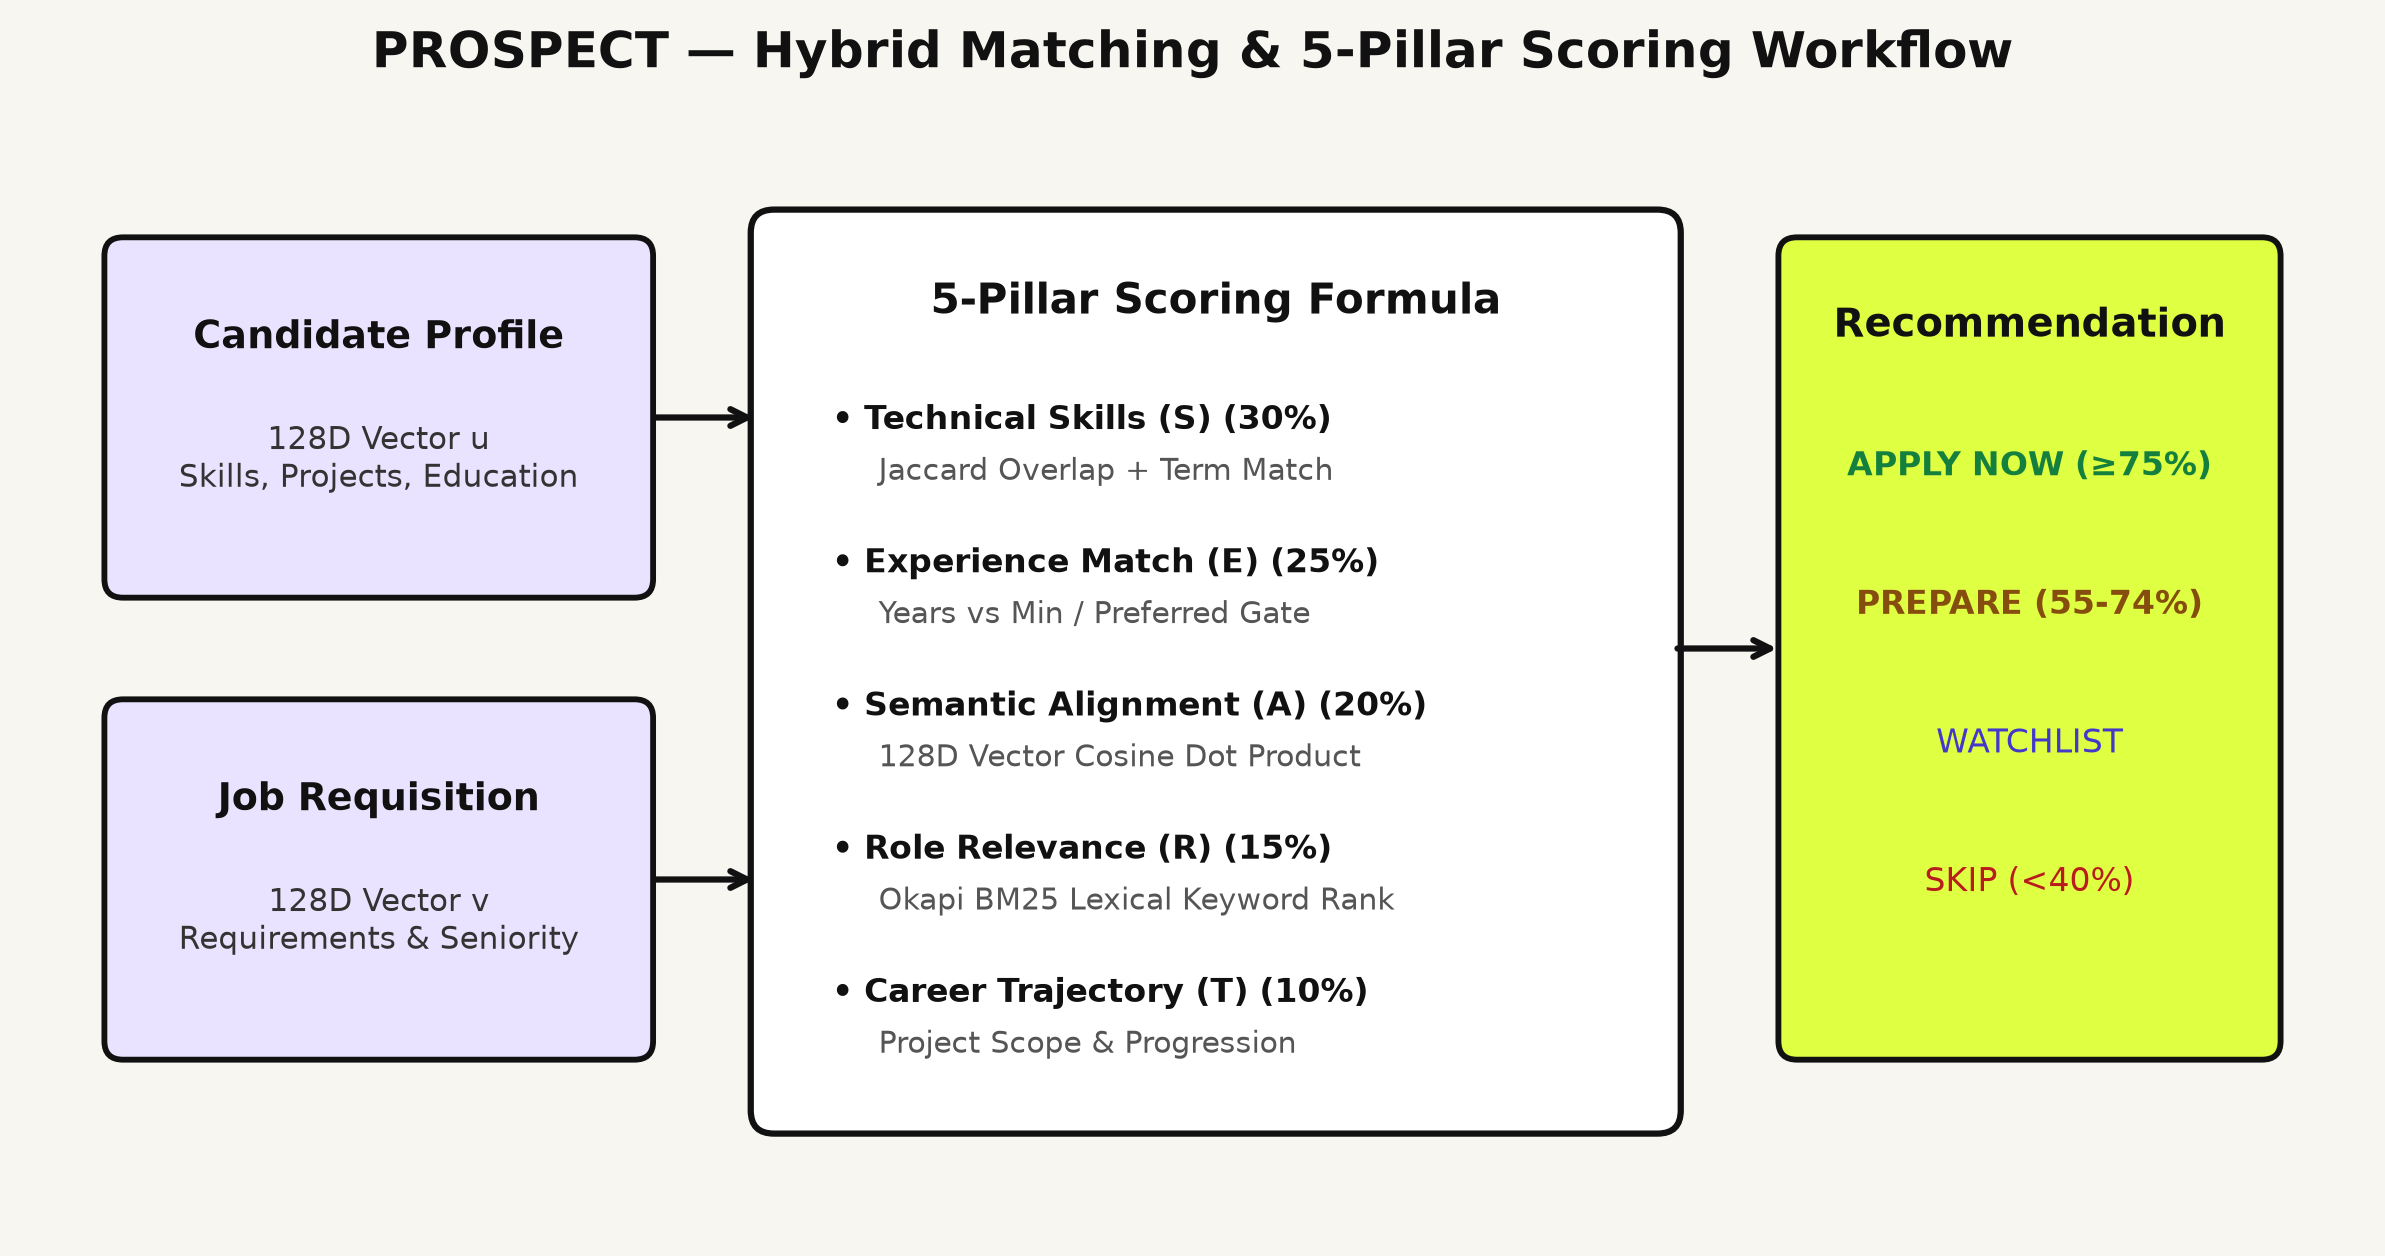 PROSPECT — Hybrid Matching & 5-Pillar Scoring Workflow
Candidate Profile
128D Vector u
Skills, Projects, Education
Job Requisition
128D Vector v
Requirements & Seniority
5-Pillar Scoring Formula
• Technical Skills (S) (30%)
Jaccard Overlap + Term Match
• Experience Match (E) (25%)
Years vs Min / Preferred Gate
• Semantic Alignment (A) (20%)
128D Vector Cosine Dot Product
• Role Relevance (R) (15%)
Okapi BM25 Lexical Keyword Rank
• Career Trajectory (T) (10%)
Project Scope & Progression
Recommendation
APPLY NOW (≥75%)
PREPARE (55-74%)
WATCHLIST
SKIP (<40%)